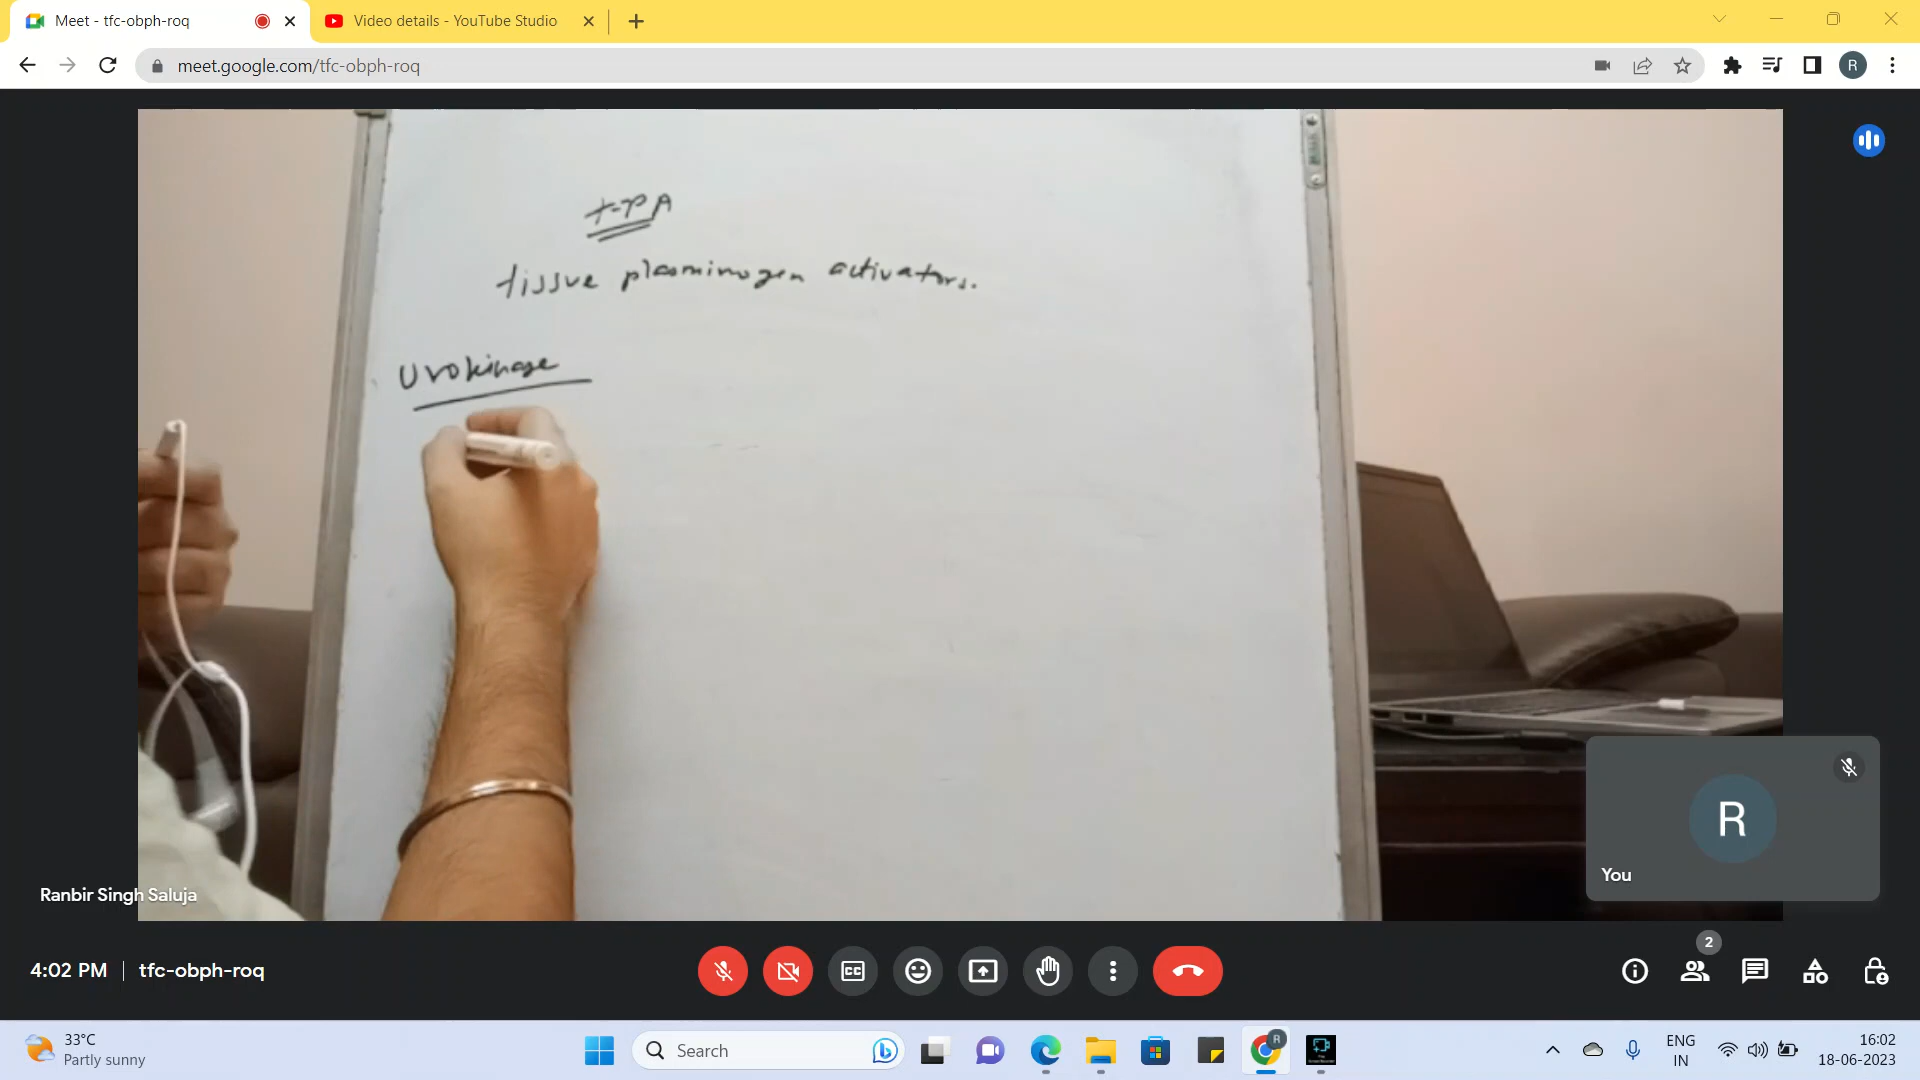 Meet - tfc-obph-roq
Video details - YouTube Studio
meet.google.com/tfc-obph-roq
R
t-PA
tissue plasminogen activators.
Urokinase
R
You
Ranbir Singh Saluja
4:02 PM | tfc-obph-roq
CC
2
33°C
Partly sunny
Search
R
ENG
IN
16:02
18-06-2023